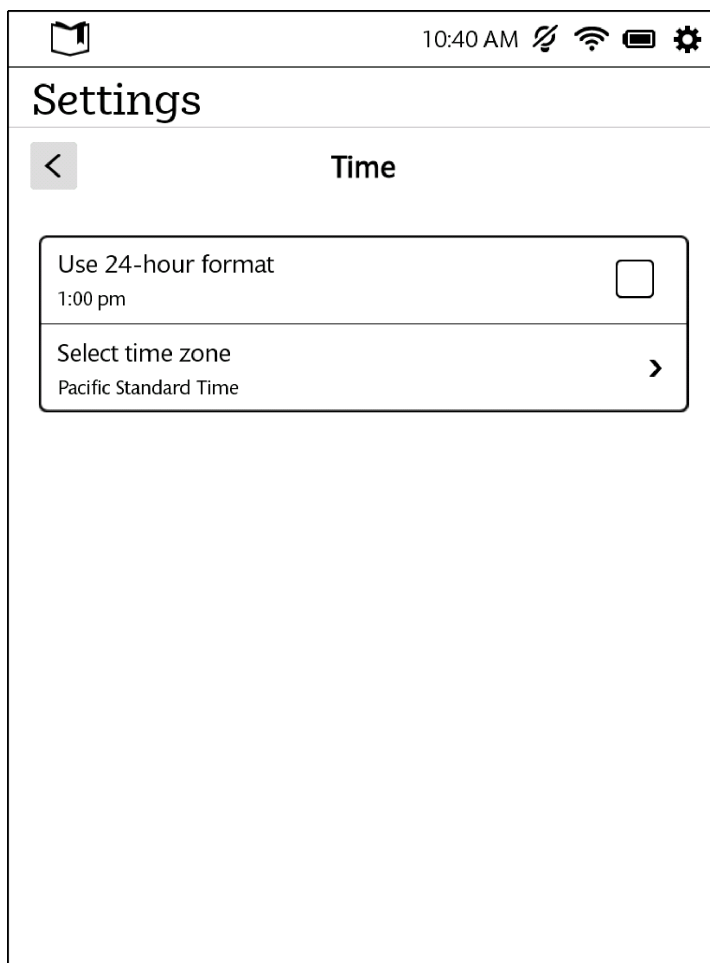 10:40 AM
Settings
Time
Use 24-hour format
1:00 pm
Select time zone
Pacific Standard Time